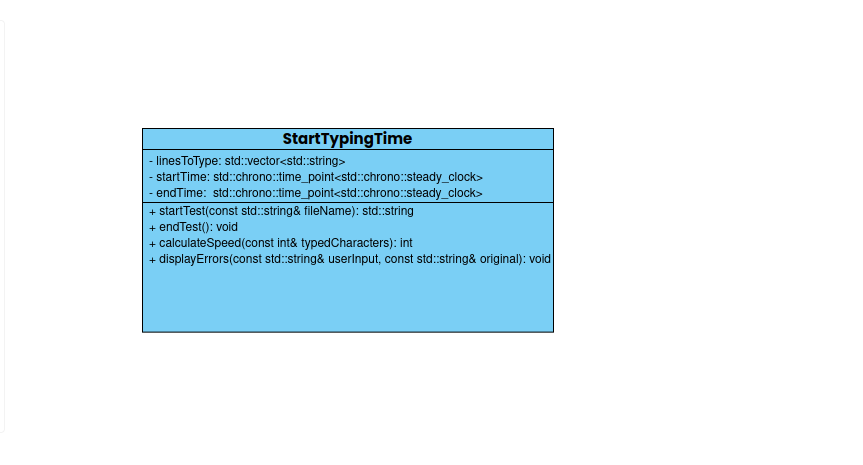 StartTypingTime
- linesToType: std::vector<std::string>
- startTime: std::chrono::time_point<std::chrono::steady_clock>
- endTime:  std::chrono::time_point<std::chrono::steady_clock>
+ startTest(const std::string& fileName): std::string
+ endTest(): void
+ calculateSpeed(const int& typedCharacters): int
+ displayErrors(const std::string& userInput, const std::string& original): void